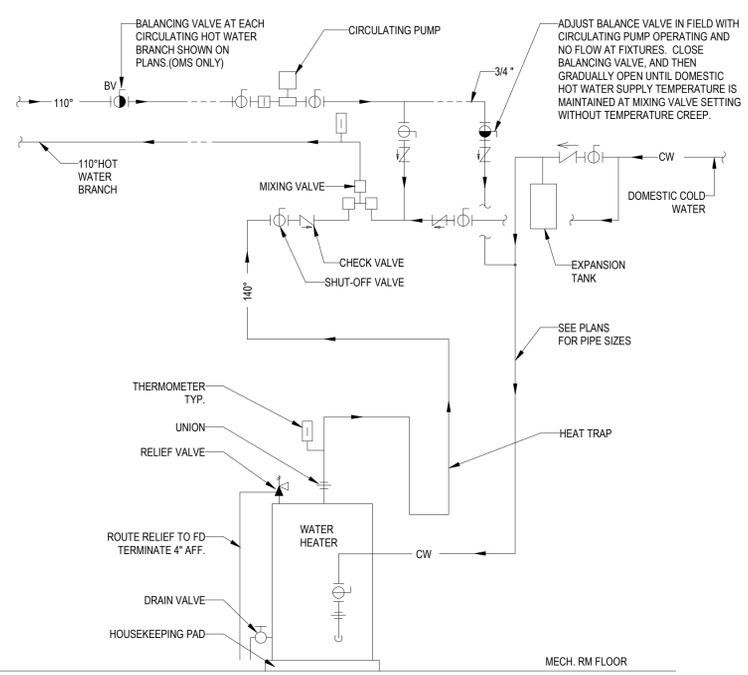 BALANCING VALVE AT EACH
CIRCULATING HOT WATER
BRANCH SHOWN ON
PLANS.(OMS ONLY)
CIRCULATING PUMP
ADJUST BALANCE VALVE IN FIELD WITH
CIRCULATING PUMP OPERATING AND
NO FLOW AT FIXTURES. CLOSE
BALANCING VALVE, AND THEN
GRADUALLY OPEN UNTIL DOMESTIC
HOT WATER SUPPLY TEMPERATURE IS
MAINTAINED AT MIXING VALVE SETTING
WITHOUT TEMPERATURE CREEP.
BV
3/4 "
110°
110°HOT
WATER
BRANCH
MIXING VALVE
CW
DOMESTIC COLD
WATER
CHECK VALVE
SHUT-OFF VALVE
EXPANSION
TANK
140°
SEE PLANS
FOR PIPE SIZES
THERMOMETER
TYP.
UNION
RELIEF VALVE
HEAT TRAP
ROUTE RELIEF TO FD
TERMINATE 4" AFF.
WATER
HEATER
CW
DRAIN VALVE
HOUSEKEEPING PAD
MECH. RM FLOOR